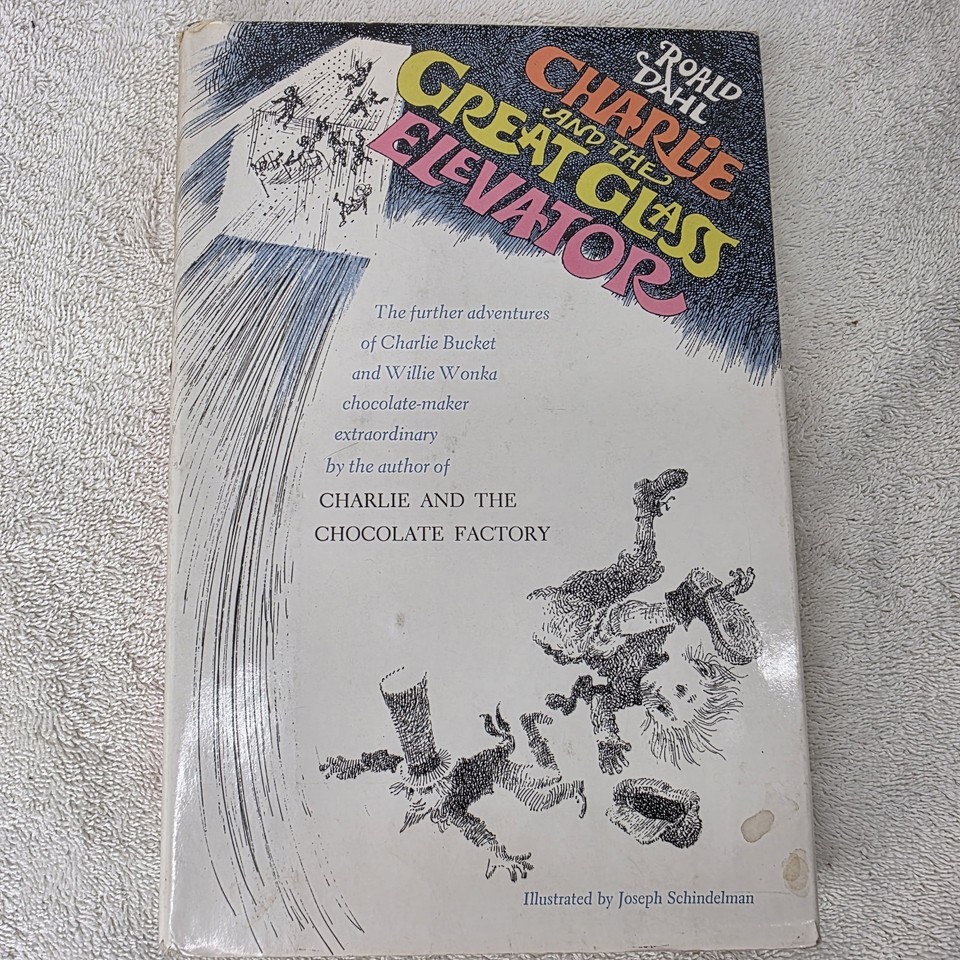 ROALD
DAHL
CHARLIE
AND THE
GREAT GLASS
ELEVATOR
The further adventures
of Charlie Bucket
and Willie Wonka
chocolate-maker
extraordinary
by the author of
CHARLIE AND THE
CHOCOLATE FACTORY
Illustrated by Joseph Schindelman